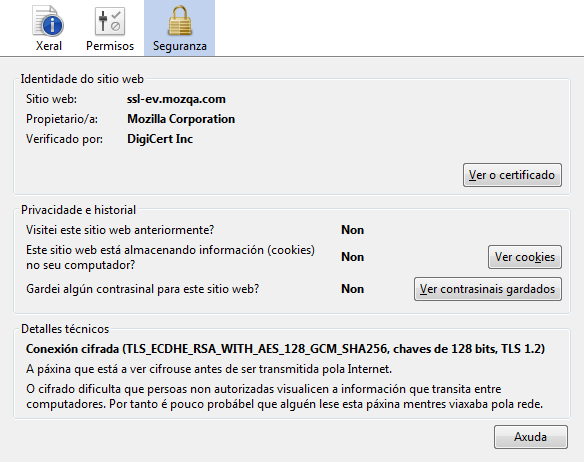 Xeral
Permisos
Seguranza
Identidade do sitio web
Sitio web: ssl-ev.mozqa.com
Propietario/a: Mozilla Corporation
Verificado por: DigiCert Inc
Ver o certificado
Privacidade e historial
Visitei este sitio web anteriormente? Non
Este sitio web está almacenando información (cookies)
no seu computador?
Non
Ver cookies
Gardei algún contrasinal para este sitio web? Non
Ver contrasinais gardados
Detalles técnicos
Conexión cifrada (TLS_ECDHE_RSA_WITH_AES_128_GCM_SHA256, chaves de 128 bits, TLS 1.2)
A páxina que está a ver cifrouse antes de ser transmitida pola Internet.
O cifrado dificulta que persoas non autorizadas visualicen a información que transita entre
computadores. Por tanto é pouco probábel que alguén lese esta páxina mentres viaxaba pola rede.
Axuda